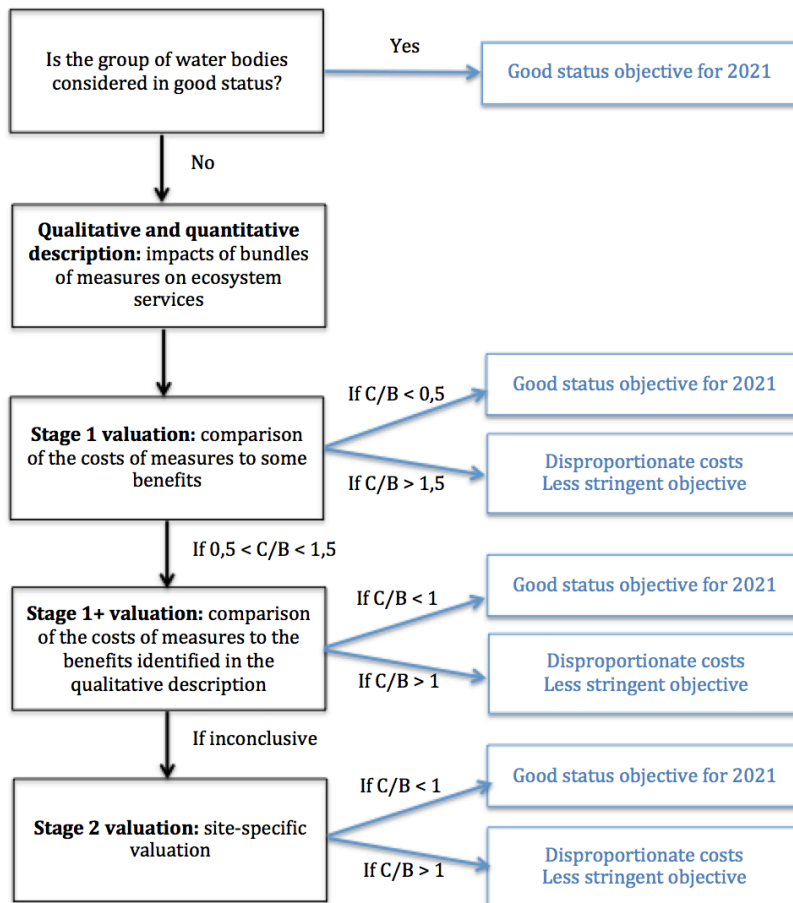 Is the group of water bodies
considered in good status?
Yes
Good status objective for 2021
No
Qualitative and quantitative
description: impacts of bundles
of measures on ecosystem
services
Stage 1 valuation: comparison
of the costs of measures to some
benefits
If C/B < 0,5
Good status objective for 2021
If C/B > 1,5
Disproportionate costs
Less stringent objective
If 0,5 < C/B < 1,5
Stage 1+ valuation: comparison
of the costs of measures to the
benefits identified in the
qualitative description
If C/B < 1
Good status objective for 2021
If C/B > 1
Disproportionate costs
Less stringent objective
If inconclusive
Stage 2 valuation: site-specific
valuation
If C/B < 1
Good status objective for 2021
If C/B > 1
Disproportionate costs
Less stringent objective